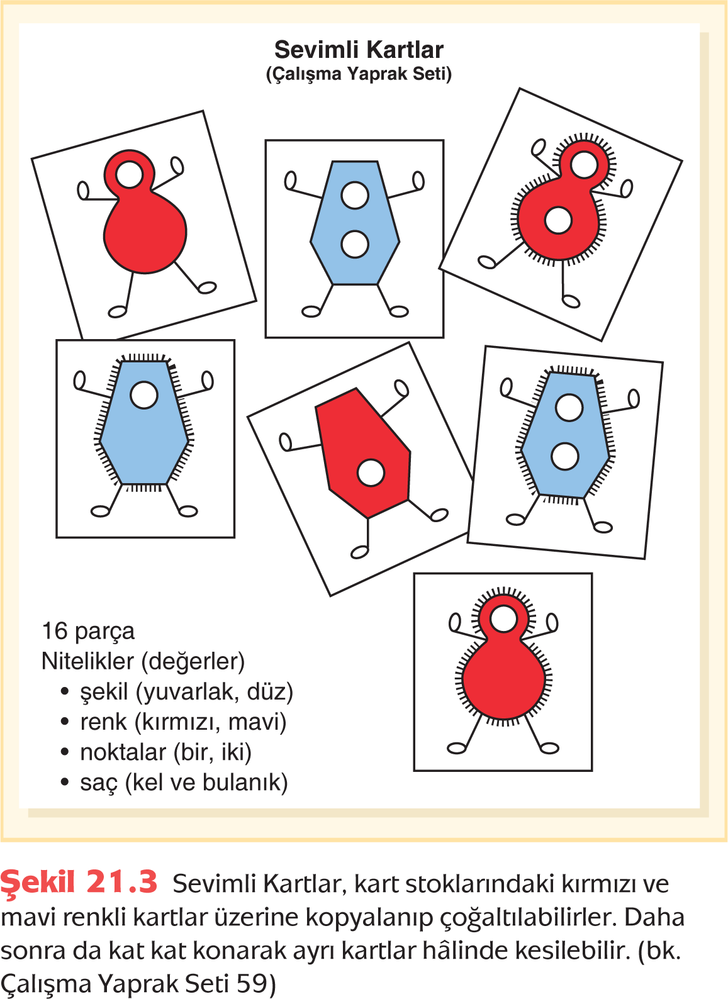 Sevimli Kartlar
(Çalışma Yaprak Seti)
16 parça
Nitelikler (değerler)
• şekil (yuvarlak, düz)
• renk (kırmızı, mavi)
• noktalar (bir, iki)
• saç (kel ve bulanık)
Şekil 21.3 Sevimli Kartlar, kart stoklarındaki kırmızı ve
mavi renkli kartlar üzerine kopyalanıp çoğaltılabilirler. Daha
sonra da kat kat konarak ayrı kartlar hâlinde kesilebilir. (bk.
Çalışma Yaprak Seti 59)